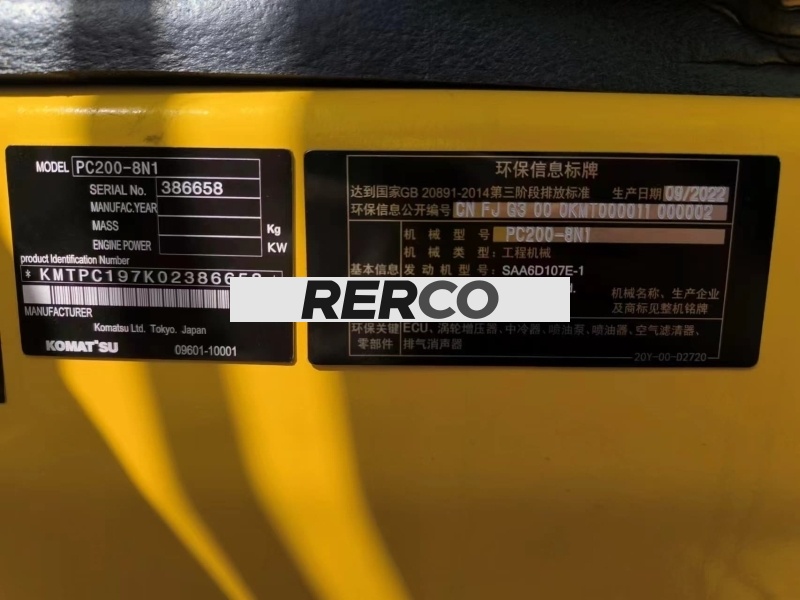 MODEL PC200-8N1
SERIAL No. 386658
MANUFAC.YEAR
MASS Kg
ENGINE POWER KW
product Identification Number
*KMTPC197K02386658
MANUFACTURER
Komatsu Ltd. Tokyo. Japan
KOMATSU 09601-10001
环保信息标牌
达到国家GB 20891-2014第三阶段排放标准 生产日期 09/2022
环保信息公开编号 CN FJ G3 00 0KMT000011 000002
基本信息
机械型号: PC200-8N1
机械类型: 工程机械
发动机型号: SAA6D107E-1
机械名称、生产企业
及商标见整机铭牌
RERCO
环保关键
零部件
ECU、涡轮增压器、中冷器、喷油泵、喷油器、空气滤清器、
排气消声器
20Y-00-D2720